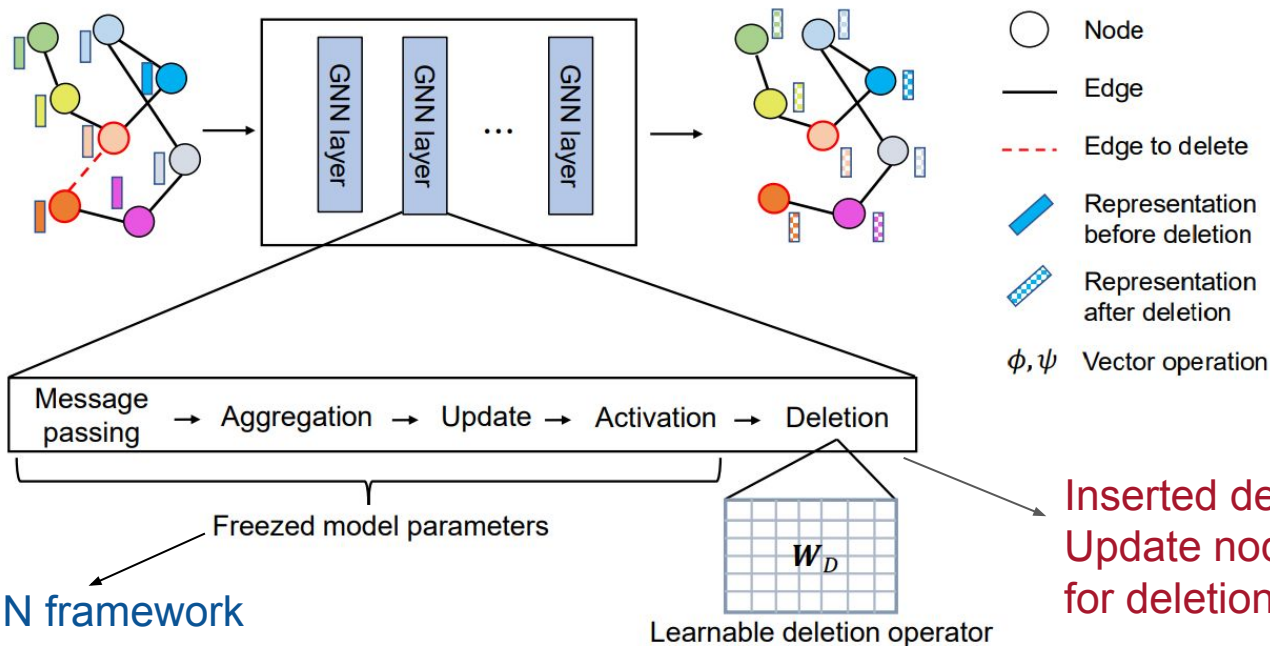 GNN layer
GNN layer
...
GNN layer
Node
Edge
Edge to delete
Representation
before deletion
Representation
after deletion
ϕ, ψ Vector operation
Message
passing → Aggregation → Update → Activation → Deletion
Freezed model parameters
N framework
W_D
Learnable deletion operator
Inserted de
Update noc
for deletion